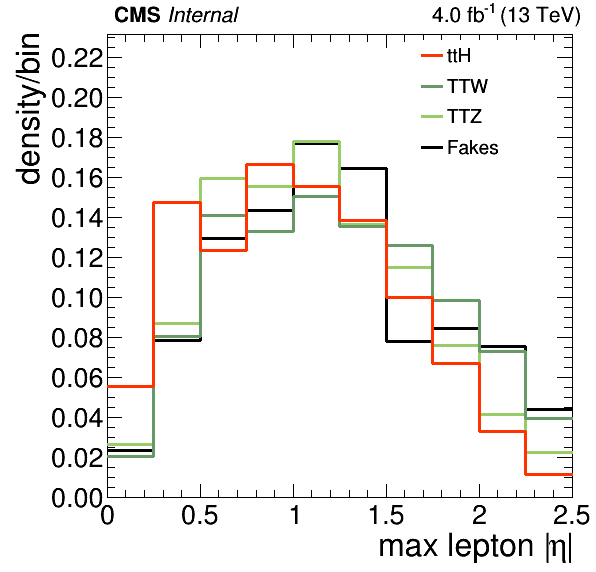 CMS Internal 4.0 fb⁻¹ (13 TeV)
density/bin
0.22
0.20
0.18
0.16
0.14
0.12
0.10
0.08
0.06
0.04
0.02
0.00
ttH
TTW
TTZ
Fakes
0 0.5 1 1.5 2 2.5
max lepton |η|